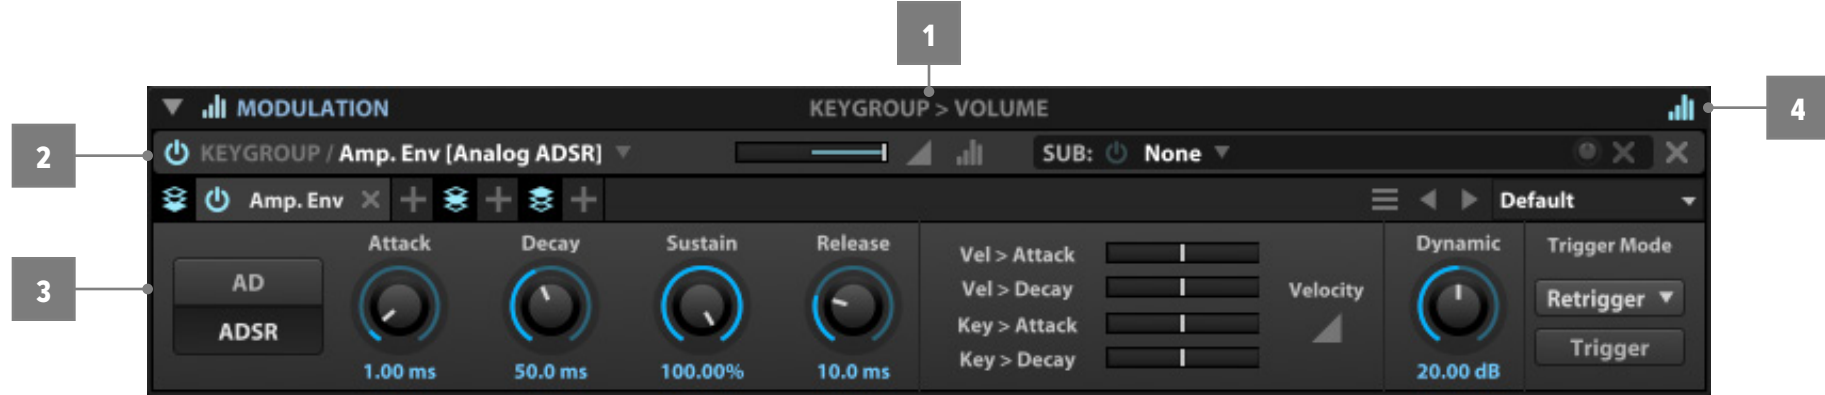 1
MODULATION KEYGROUP > VOLUME 4
2 KEYGROUP / Amp. Env [Analog ADSR] SUB: None
Amp. Env Default
Attack Decay Sustain Release Dynamic Trigger Mode
Vel > Attack
3 AD Vel > Decay Velocity Retrigger
ADSR Key > Attack
Key > Decay Trigger
1.00 ms 50.0 ms 100.00% 10.0 ms 20.00 dB